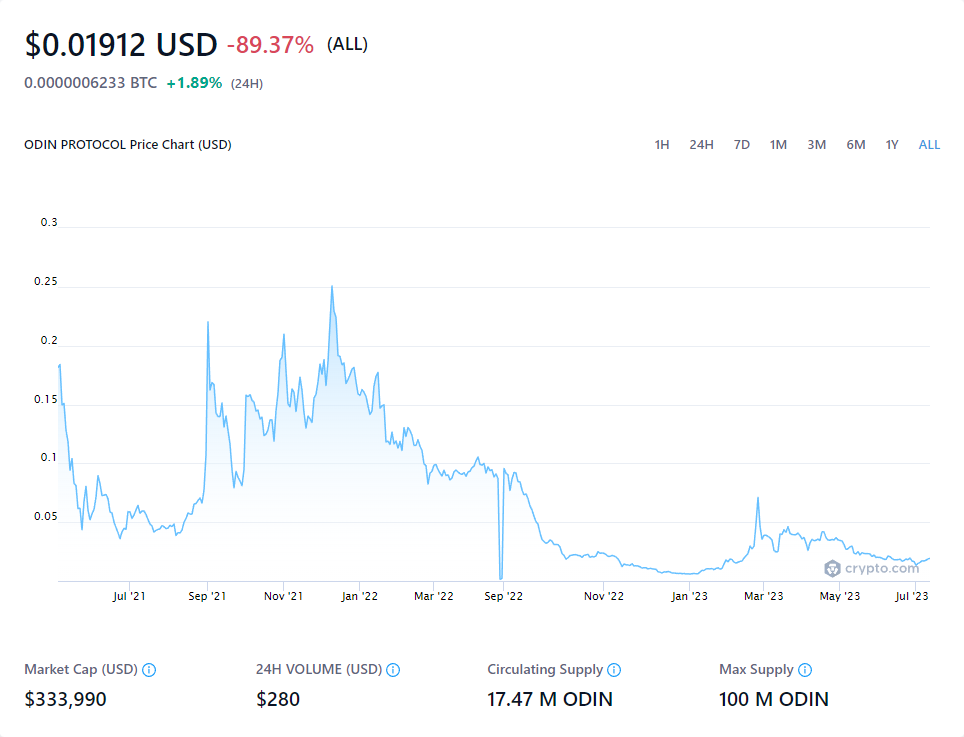 $0.01912 USD -89.37% (ALL)
0.0000006233 BTC +1.89% (24H)
ODIN PROTOCOL Price Chart (USD) 1H 24H 7D 1M 3M 6M 1Y ALL
0.3
0.25
0.2
0.15
0.1
0.05
crypto.com
Jul '21 Sep '21 Nov '21 Jan '22 Mar '22 Sep '22 Nov '22 Jan '23 Mar '23 May '23 Jul '23
Market Cap (USD) 24H VOLUME (USD) Circulating Supply Max Supply
$333,990 $280 17.47 M ODIN 100 M ODIN